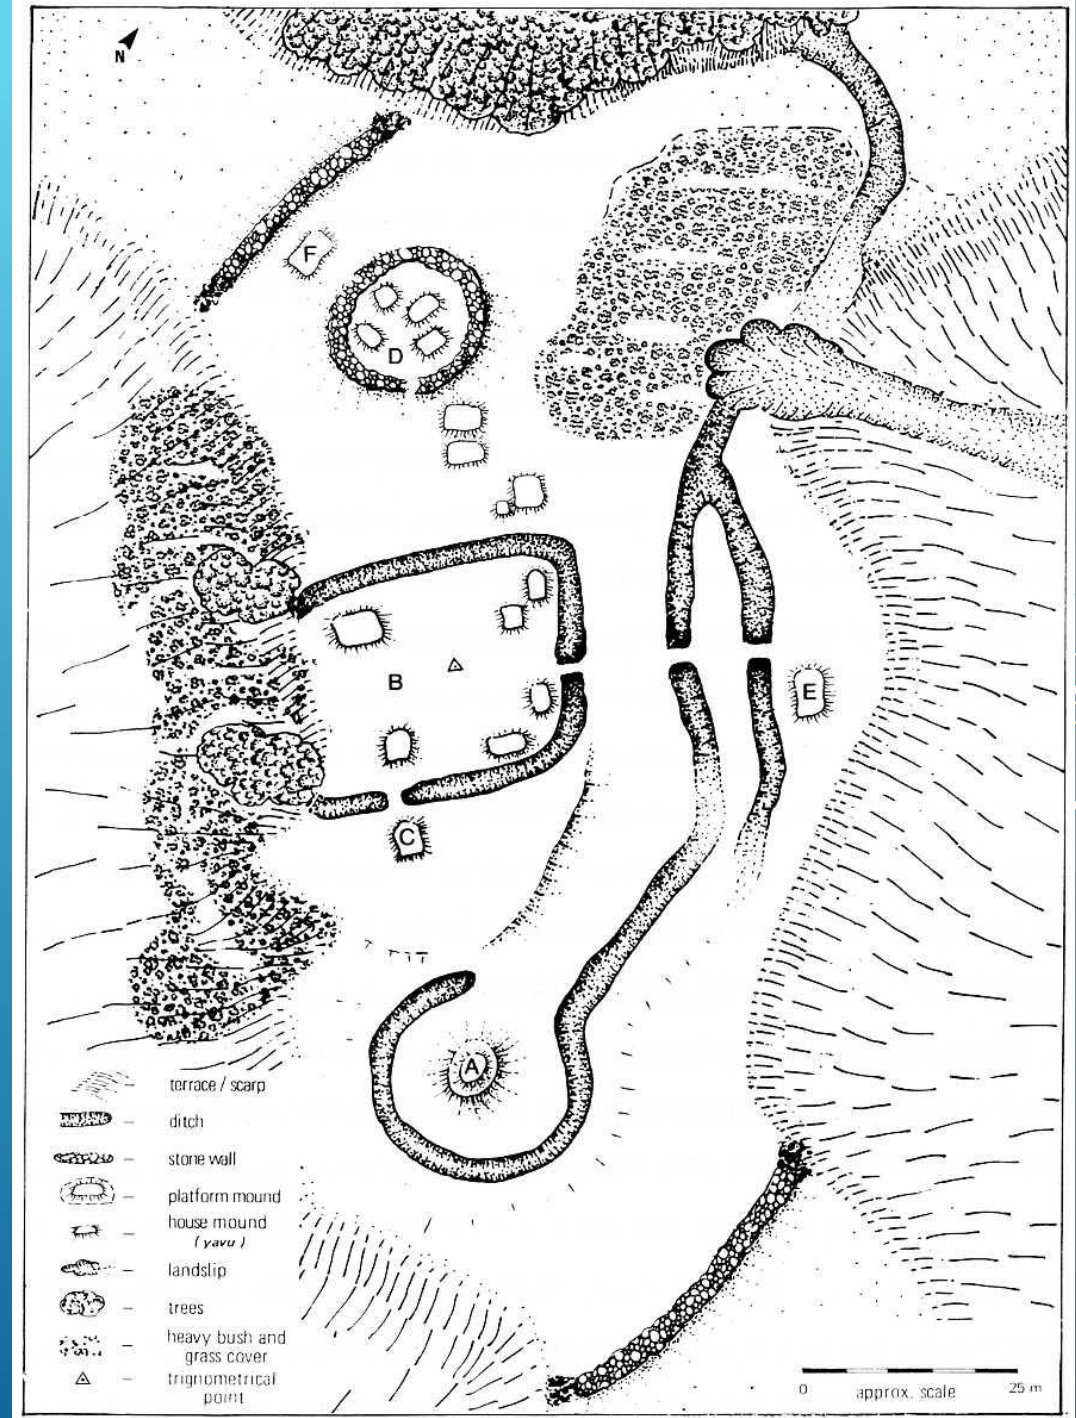 N
F
D
B
E
C
A
terrace / scarp
ditch
stone wall
platform mound
house mound
( yavu )
landslip
trees
heavy bush and
grass cover
trignometrical
point
0 approx. scale 25 m